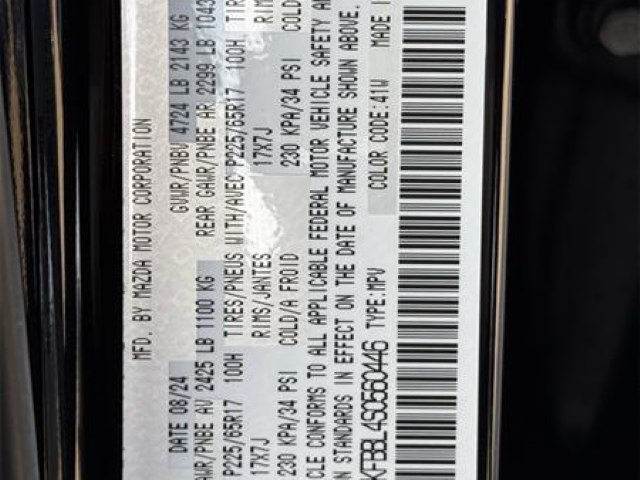 MFD. BY MAZDA MOTOR CORPORATION
DATE 08/24 GVWR/PNBV 4724 LB 2143 KG
GAWR/PNBE AV 2425 LB 1100 KG REAR GAWR/PNBE AR 2299 LB 1043
P225/65R17 100H TIRES/PNEUS WITH/AVEC P225/65R17 100H TIRE
17X7J RIMS/JANTES 17X7J RIMS
230 KPA/34 PSI COLD/A FROID 230 KPA/34 PSI COLD
CLE CONFORMS TO ALL APPLICABLE FEDERAL MOTOR VEHICLE SAFETY A
N STANDARDS IN EFFECT ON THE DATE OF MANUFACTURE SHOWN ABOVE.
KFBBL4S0560446 TYPE:MPV COLOR CODE:41W MADE I